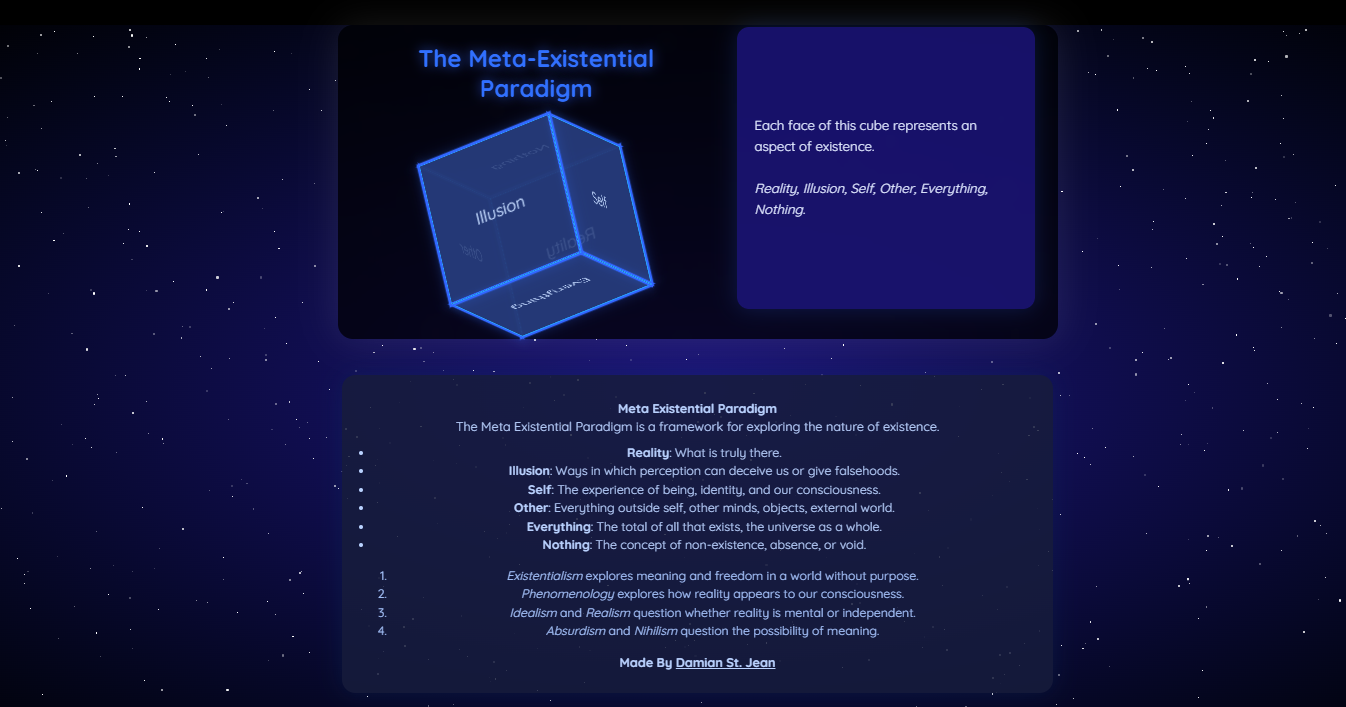 The Meta-Existential
Paradigm
Illusion
Self
Other
Reality
Everything
Each face of this cube represents an
aspect of existence.
Reality, Illusion, Self, Other, Everything,
Nothing.
Meta Existential Paradigm
The Meta Existential Paradigm is a framework for exploring the nature of existence.
• Reality: What is truly there.
• Illusion: Ways in which perception can deceive us or give falsehoods.
• Self: The experience of being, identity, and our consciousness.
• Other: Everything outside self, other minds, objects, external world.
• Everything: The total of all that exists, the universe as a whole.
• Nothing: The concept of non-existence, absence, or void.
1. Existentialism explores meaning and freedom in a world without purpose.
2. Phenomenology explores how reality appears to our consciousness.
3. Idealism and Realism question whether reality is mental or independent.
4. Absurdism and Nihilism question the possibility of meaning.
Made By Damian St. Jean